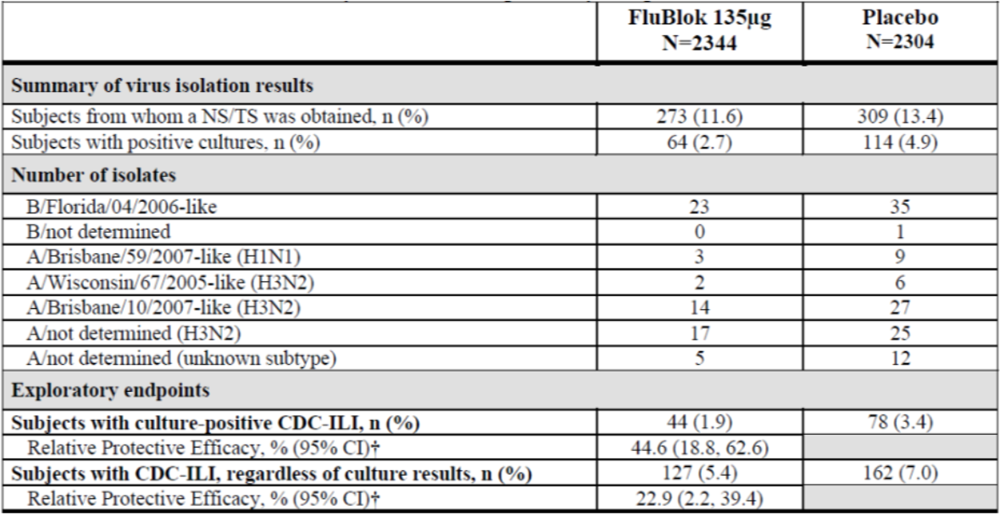 FluBlok 135µg Placebo
N=2344 N=2304
Summary of virus isolation results
Subjects from whom a NS/TS was obtained, n (%) 273 (11.6) 309 (13.4)
Subjects with positive cultures, n (%) 64 (2.7) 114 (4.9)
Number of isolates
B/Florida/04/2006-like 23 35
B/not determined 0 1
A/Brisbane/59/2007-like (H1N1) 3 9
A/Wisconsin/67/2005-like (H3N2) 2 6
A/Brisbane/10/2007-like (H3N2) 14 27
A/not determined (H3N2) 17 25
A/not determined (unknown subtype) 5 12
Exploratory endpoints
Subjects with culture-positive CDC-ILI, n (%) 44 (1.9) 78 (3.4)
Relative Protective Efficacy, % (95% CI)† 44.6 (18.8, 62.6)
Subjects with CDC-ILI, regardless of culture results, n (%) 127 (5.4) 162 (7.0)
Relative Protective Efficacy, % (95% CI)† 22.9 (2.2, 39.4)